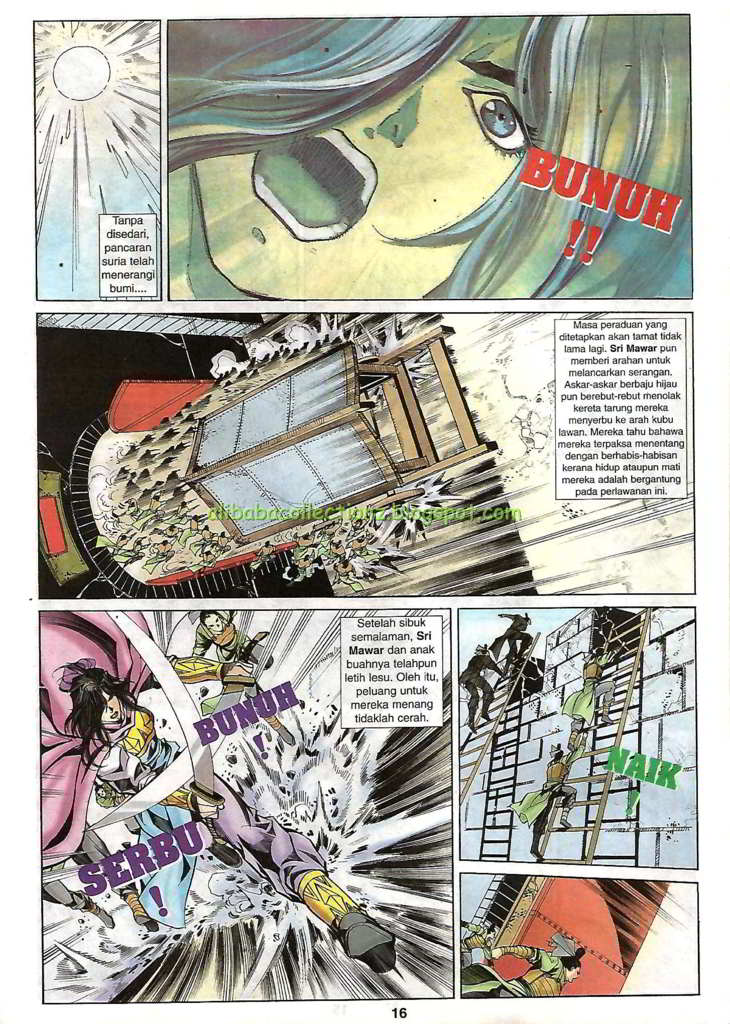 Tanpa
disedari,
pancaran
suria telah
menerangi
bumi....
BUNUH
!!
Masa peraduan yang
ditetapkan akan tamat tidak
lama lagi. Sri Mawar pun
memberi arahan untuk
melancarkan serangan.
Askar-askar berbaju hijau
pun berebut-rebut menolak
kereta tarung mereka
menyerbu ke arah kubu
lawan. Mereka tahu bahawa
mereka terpaksa menentang
dengan berhabis-habisan
kerana hidup ataupun mati
mereka adalah bergantung
pada perlawanan ini.
alibabacollections.blogspot.com
Setelah sibuk
semalaman, Sri
Mawar dan anak
buahnya telahpun
letih lesu. Oleh itu,
peluang untuk
mereka menang
tidaklah cerah.
BUNUH
!
SERBU
!
NAIK
!
16